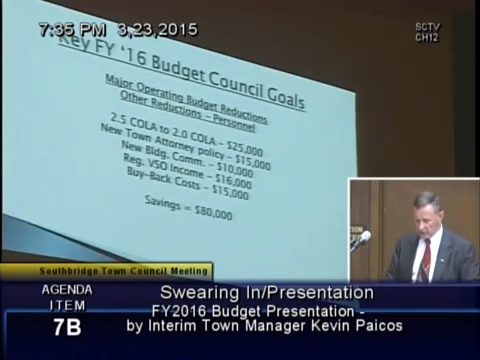 7:35 PM 3,23,2015
SCTV
CH12
Key FY '16 Budget Council Goals
Major Operating Budget Reductions
Other Reductions - Personnel
2.5 COLA to 2.0 COLA - $25,000
New Town Attorney policy - $15,000
New Bldg. Comm. - $10,000
Reg. VSO Income - $16,000
Buy-Back Costs - $15,000
Savings = $80,000
Southbridge Town Council Meeting
AGENDA
ITEM
7B
Swearing In/Presentation
FY2016 Budget Presentation -
by Interim Town Manager Kevin Paicos